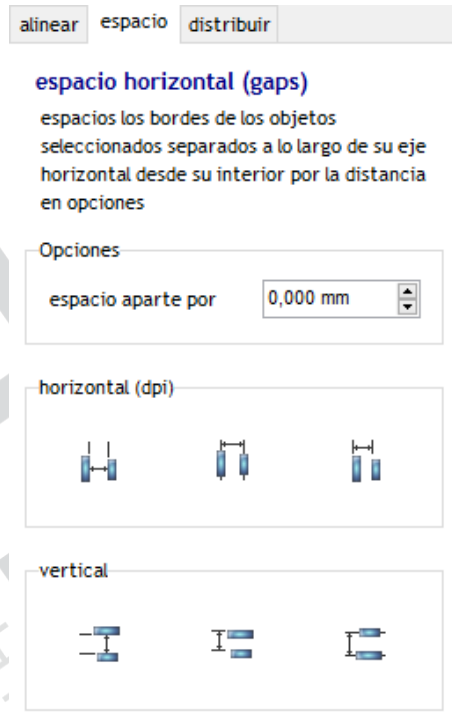 alinear espacio distribuir
espacio horizontal (gaps)
espacios los bordes de los objetos
seleccionados separados a lo largo de su eje
horizontal desde su interior por la distancia
en opciones
Opciones
espacio aparte por 0,000 mm
horizontal (dpi)
vertical